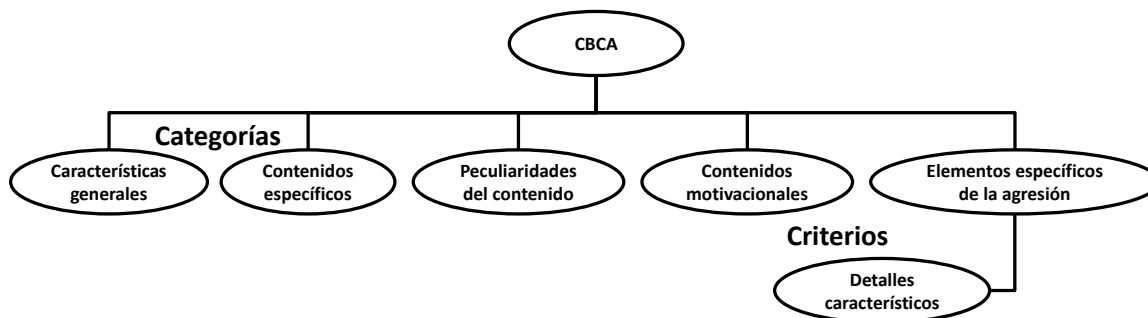 CBCA
Categorías
Características
generales
Contenidos
específicos
Peculiaridades
del contenido
Contenidos
motivacionales
Elementos específicos
de la agresión
Criterios
Detalles
característicos